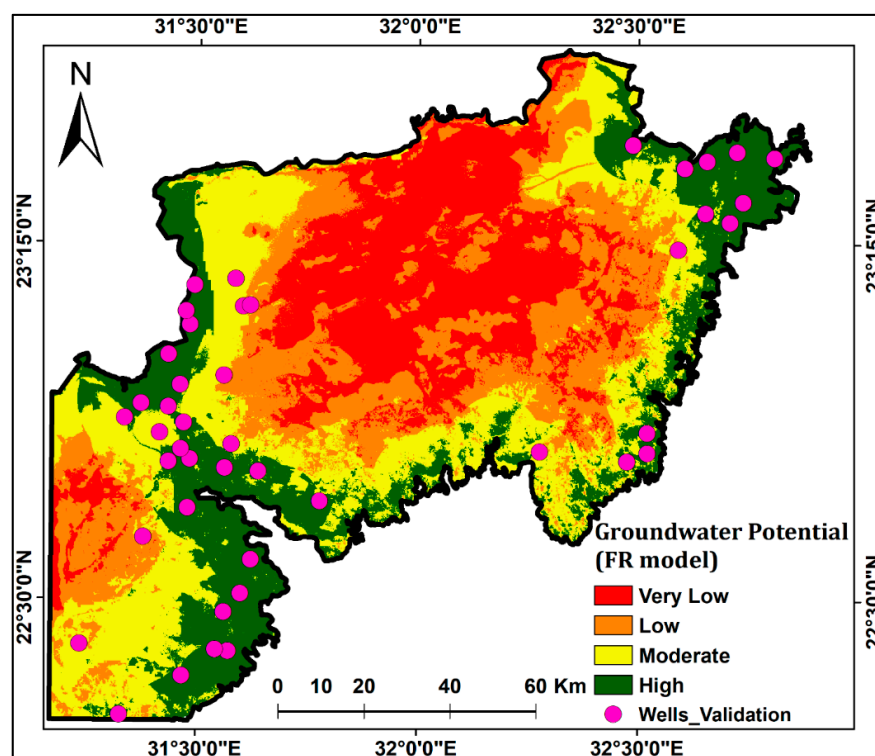 31°30'0"E 32°0'0"E 32°30'0"E
N
23°15'0"N 23°15'0"N
22°30'0"N 22°30'0"N
Groundwater Potential
(FR model)
Very Low
Low
Moderate
High
Wells_Validation
0 10 20 40 60 Km
31°30'0"E 32°0'0"E 32°30'0"E